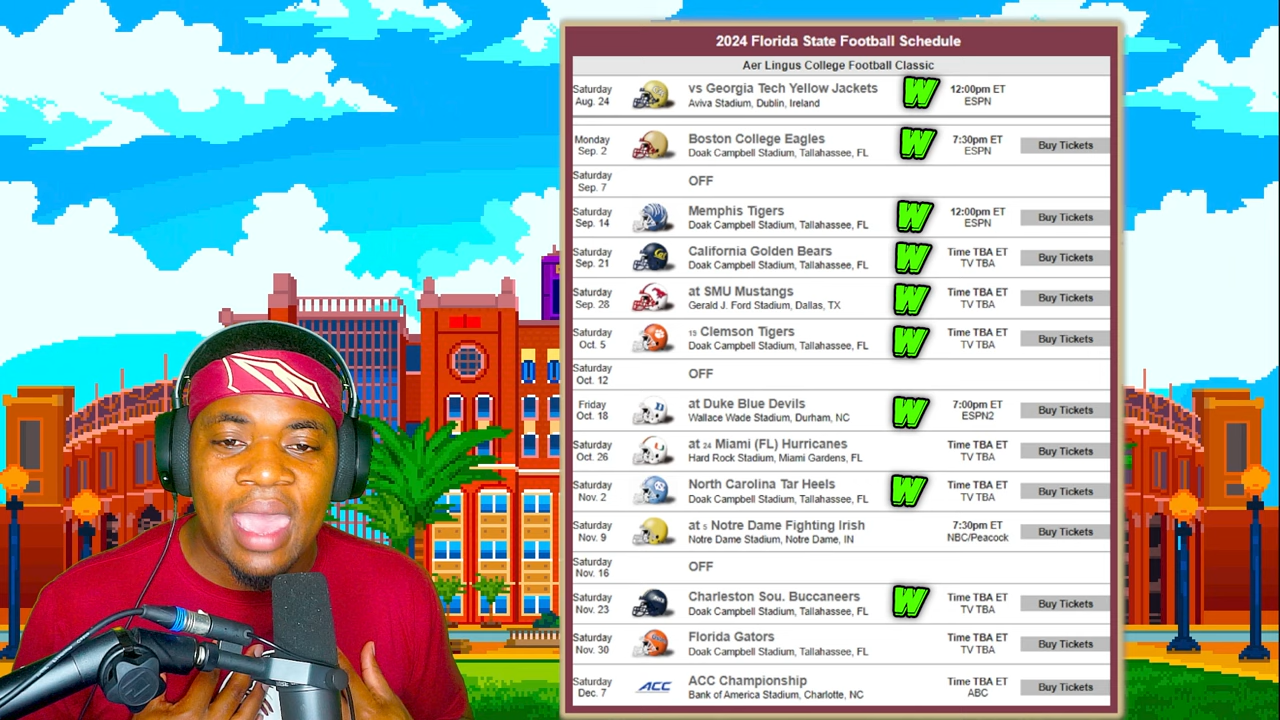 2024 Florida State Football Schedule
Aer Lingus College Football Classic
Saturday Aug. 24 vs Georgia Tech Yellow Jackets Aviva Stadium, Dublin, Ireland W 12:00pm ET ESPN
Monday Sep. 2 Boston College Eagles Doak Campbell Stadium, Tallahassee, FL W 7:30pm ET ESPN Buy Tickets
Saturday Sep. 7 OFF
Saturday Sep. 14 Memphis Tigers Doak Campbell Stadium, Tallahassee, FL W 12:00pm ET ESPN Buy Tickets
Saturday Sep. 21 California Golden Bears Doak Campbell Stadium, Tallahassee, FL W Time TBA ET TV TBA Buy Tickets
Saturday Sep. 28 at SMU Mustangs Gerald J. Ford Stadium, Dallas, TX W Time TBA ET TV TBA Buy Tickets
Saturday Oct. 5 19 Clemson Tigers Doak Campbell Stadium, Tallahassee, FL W Time TBA ET TV TBA Buy Tickets
Saturday Oct. 12 OFF
Friday Oct. 18 at Duke Blue Devils Wallace Wade Stadium, Durham, NC W 7:00pm ET ESPN2 Buy Tickets
Saturday Oct. 26 at 24 Miami (FL) Hurricanes Hard Rock Stadium, Miami Gardens, FL Time TBA ET TV TBA Buy Tickets
Saturday Nov. 2 North Carolina Tar Heels Doak Campbell Stadium, Tallahassee, FL W Time TBA ET TV TBA Buy Tickets
Saturday Nov. 9 at 5 Notre Dame Fighting Irish Notre Dame Stadium, Notre Dame, IN 7:30pm ET NBC/Peacock Buy Tickets
Saturday Nov. 16 OFF
Saturday Nov. 23 Charleston Sou. Buccaneers Doak Campbell Stadium, Tallahassee, FL W Time TBA ET TV TBA Buy Tickets
Saturday Nov. 30 Florida Gators Doak Campbell Stadium, Tallahassee, FL Time TBA ET TV TBA Buy Tickets
Saturday Dec. 7 ACC ACC Championship Bank of America Stadium, Charlotte, NC Time TBA ET ABC Buy Tickets